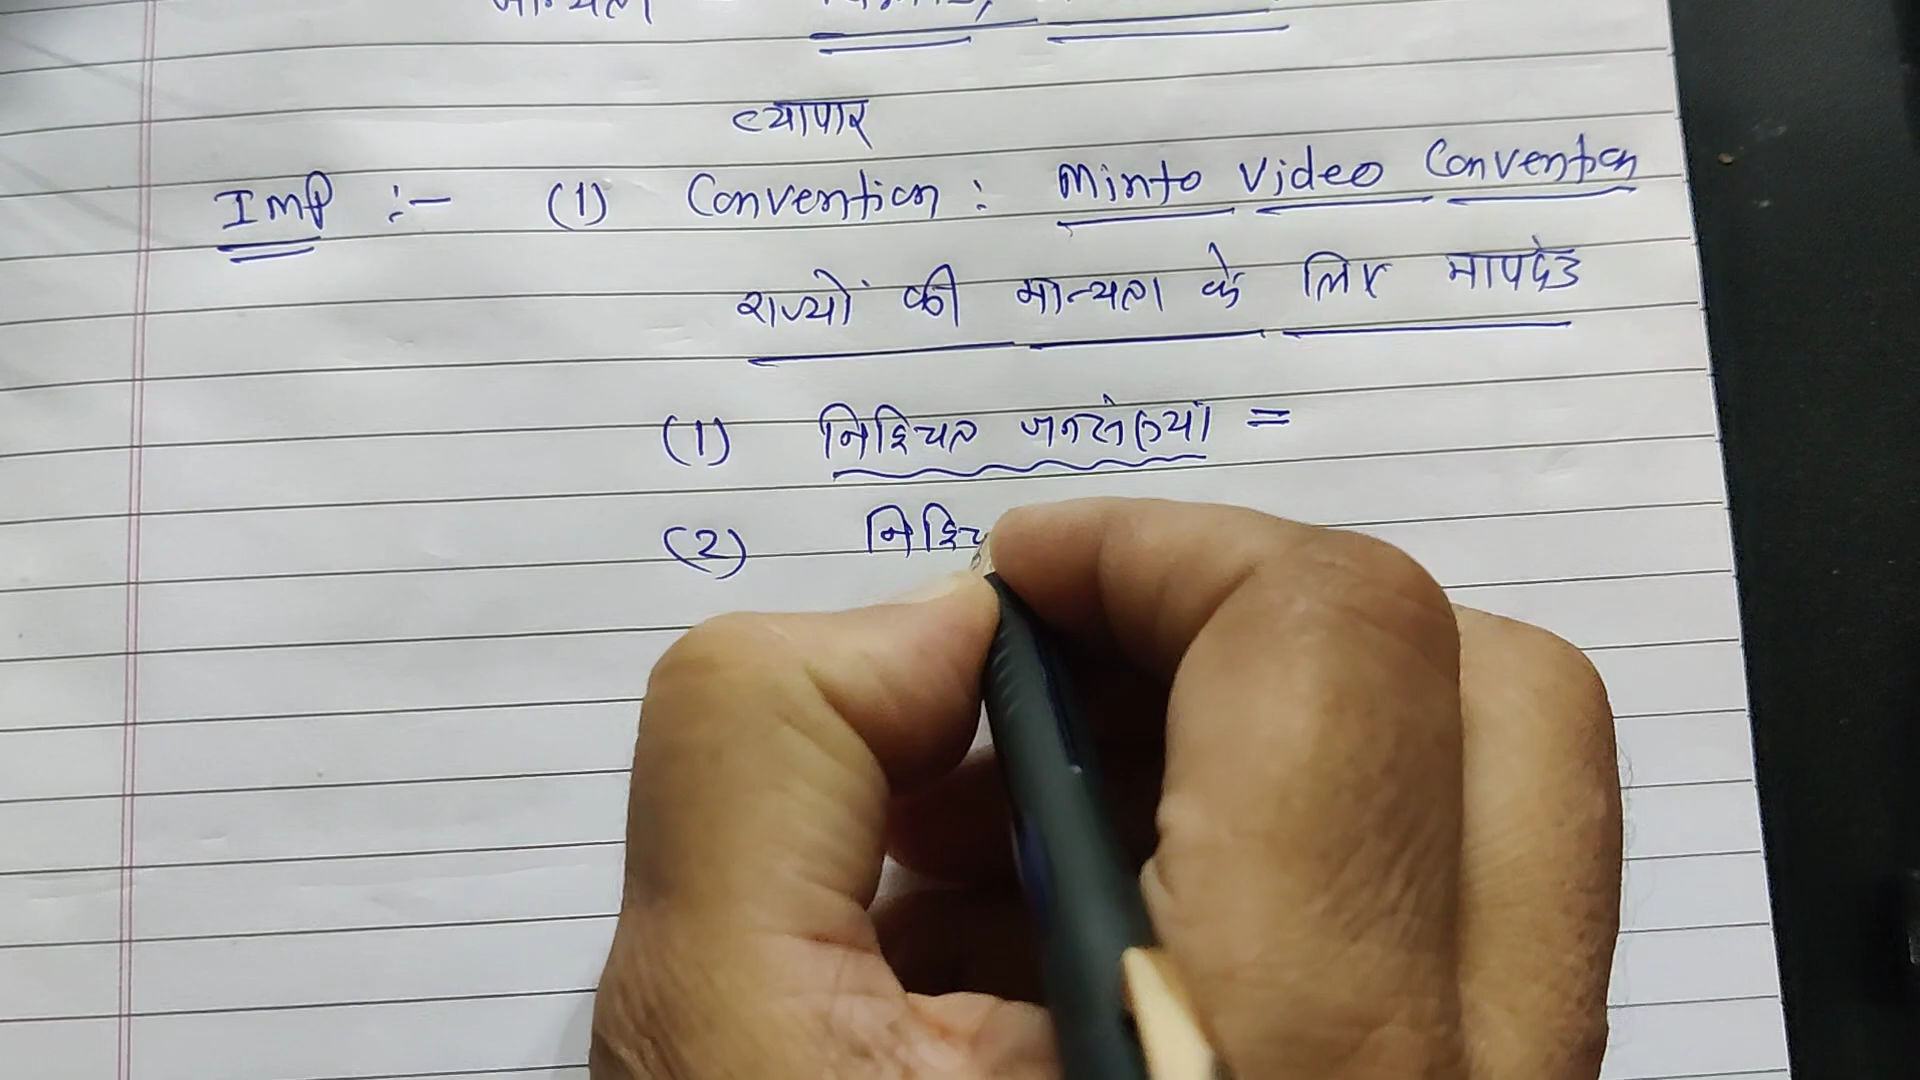 व्यापार
Imp :- (1) Convention : Minto Video Convention
राज्यों की मान्यता के लिए मापदंड
(1) निश्चित जनसंख्यां =
(2) निश्चि